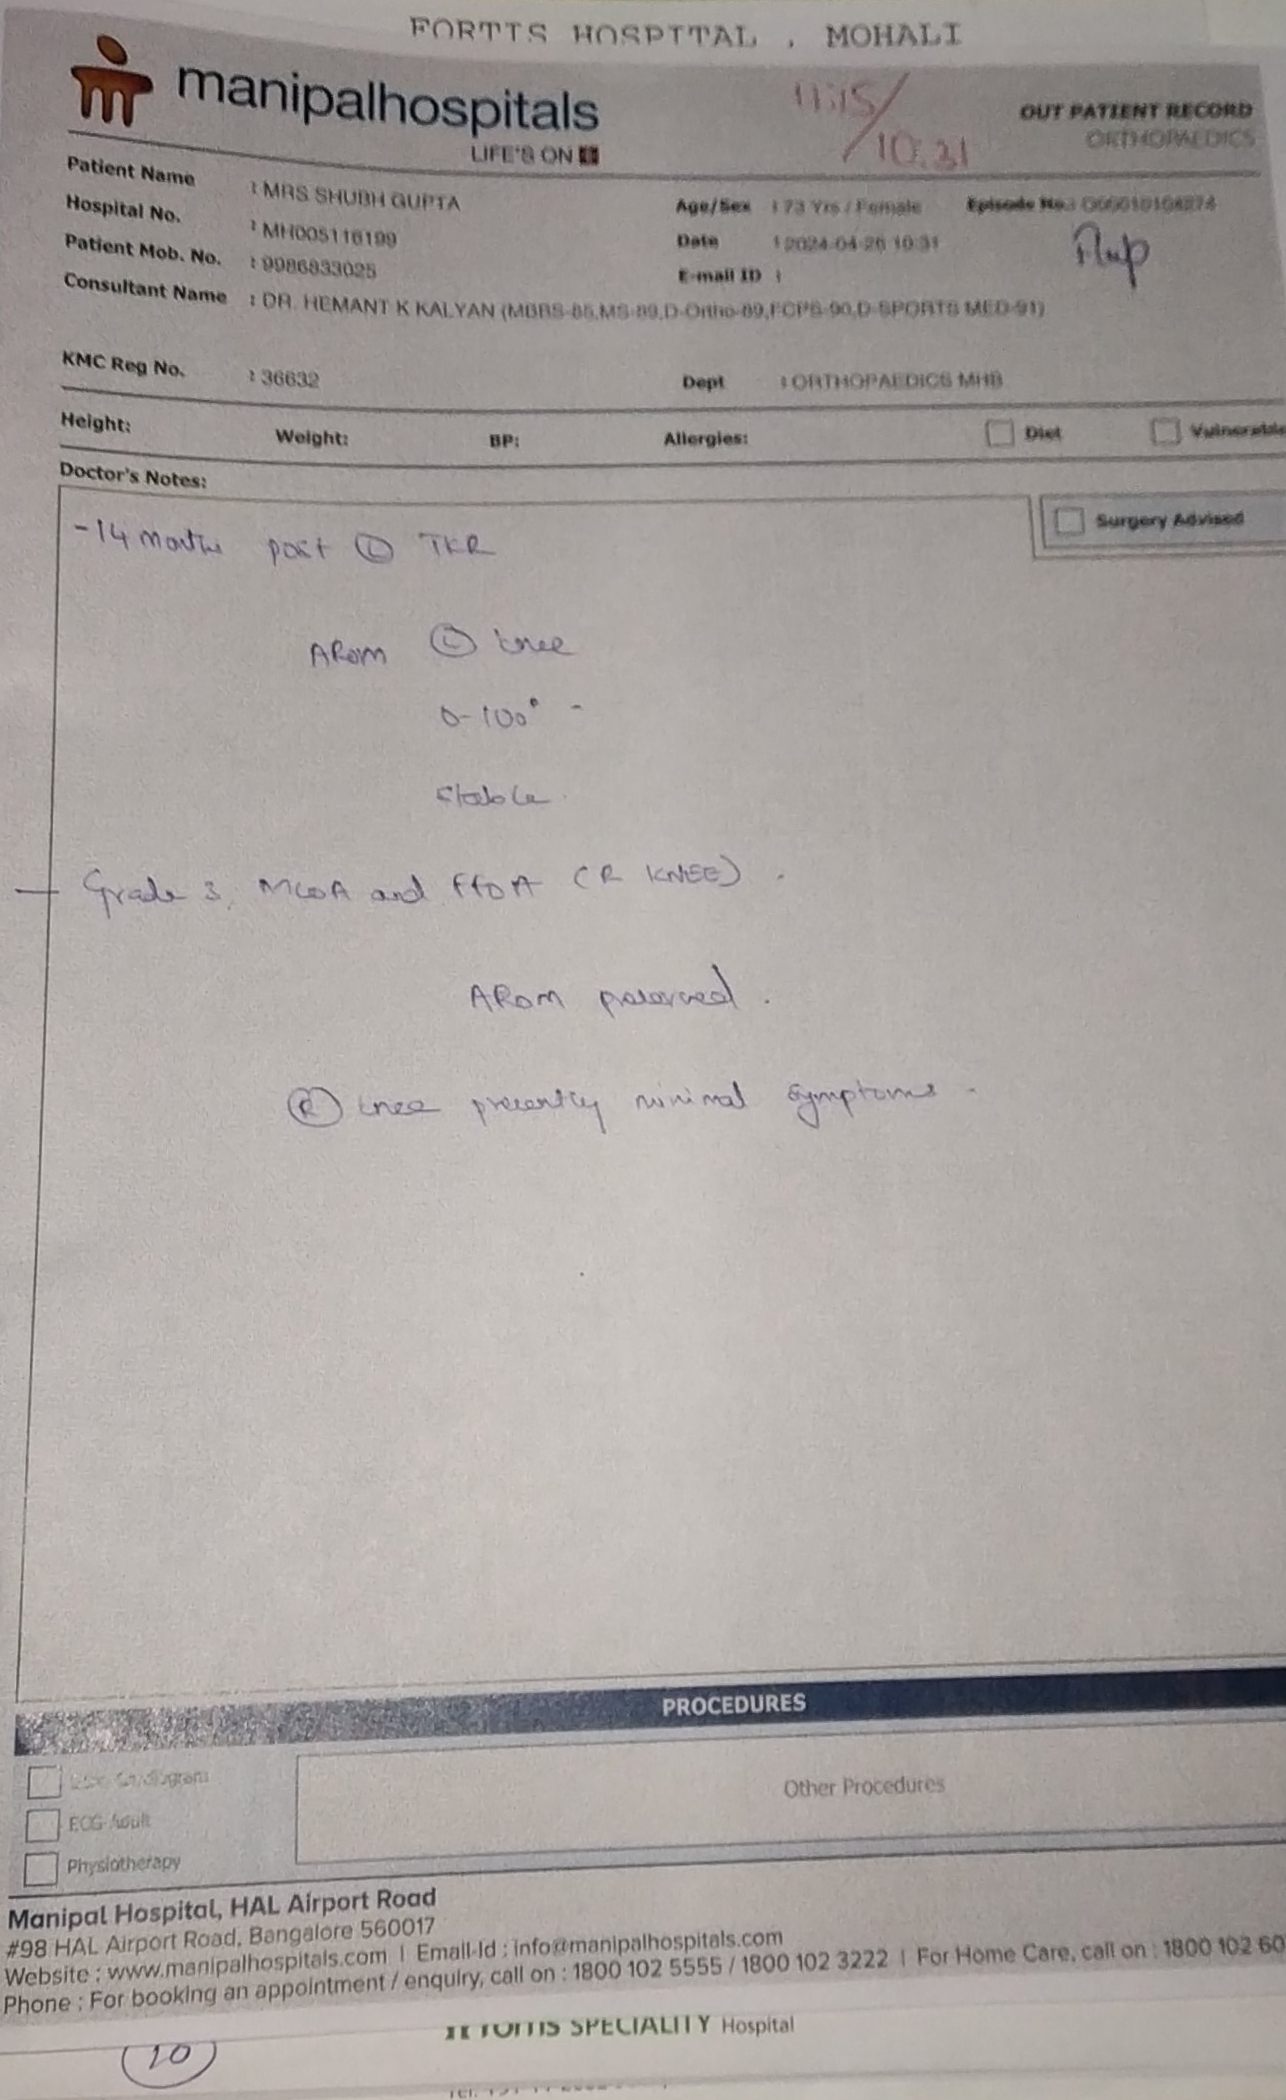 FORTIS HOSPITAL , MOHALI
manipalhospitals
LIFE'S ON
11:15/10.31
OUT PATIENT RECORD
ORTHOPAEDICS
Patient Name : MRS SHUBH GUPTA
Age/Sex : 73 Yrs / Female Episode No.:
Hospital No. : MH005116199
Date : 2024-04-26 10:31
Patient Mob. No. : 9986833025
E-mail ID :
Consultant Name : DR. HEMANT K KALYAN (MBBS-85,MS-89,D-Ortho-89,FCPS-90,D-SPORTS MED-91)
KMC Reg No. : 36632 Dept : ORTHOPAEDICS MHB
Height: Weight: BP: Allergies: Diet Vulnerable
Doctor's Notes:
Surgery Advised
- 14 months post (L) TKR
AROM (L) knee
0-100° -
Stable
Grade 3, MCOA and PFOA (R KNEE).
AROM preserved.
(R) knee presently minimal symptoms -
PROCEDURES
ECG-Adult
Physiotherapy
Other Procedures
Manipal Hospital, HAL Airport Road
#98 HAL Airport Road, Bangalore 560017
Website : www.manipalhospitals.com | Email-Id : info@manipalhospitals.com
Phone : For booking an appointment / enquiry, call on : 1800 102 5555 / 1800 102 3222 | For Home Care, call on : 1800 102 60
FORTIS SPECIALITY Hospital
10